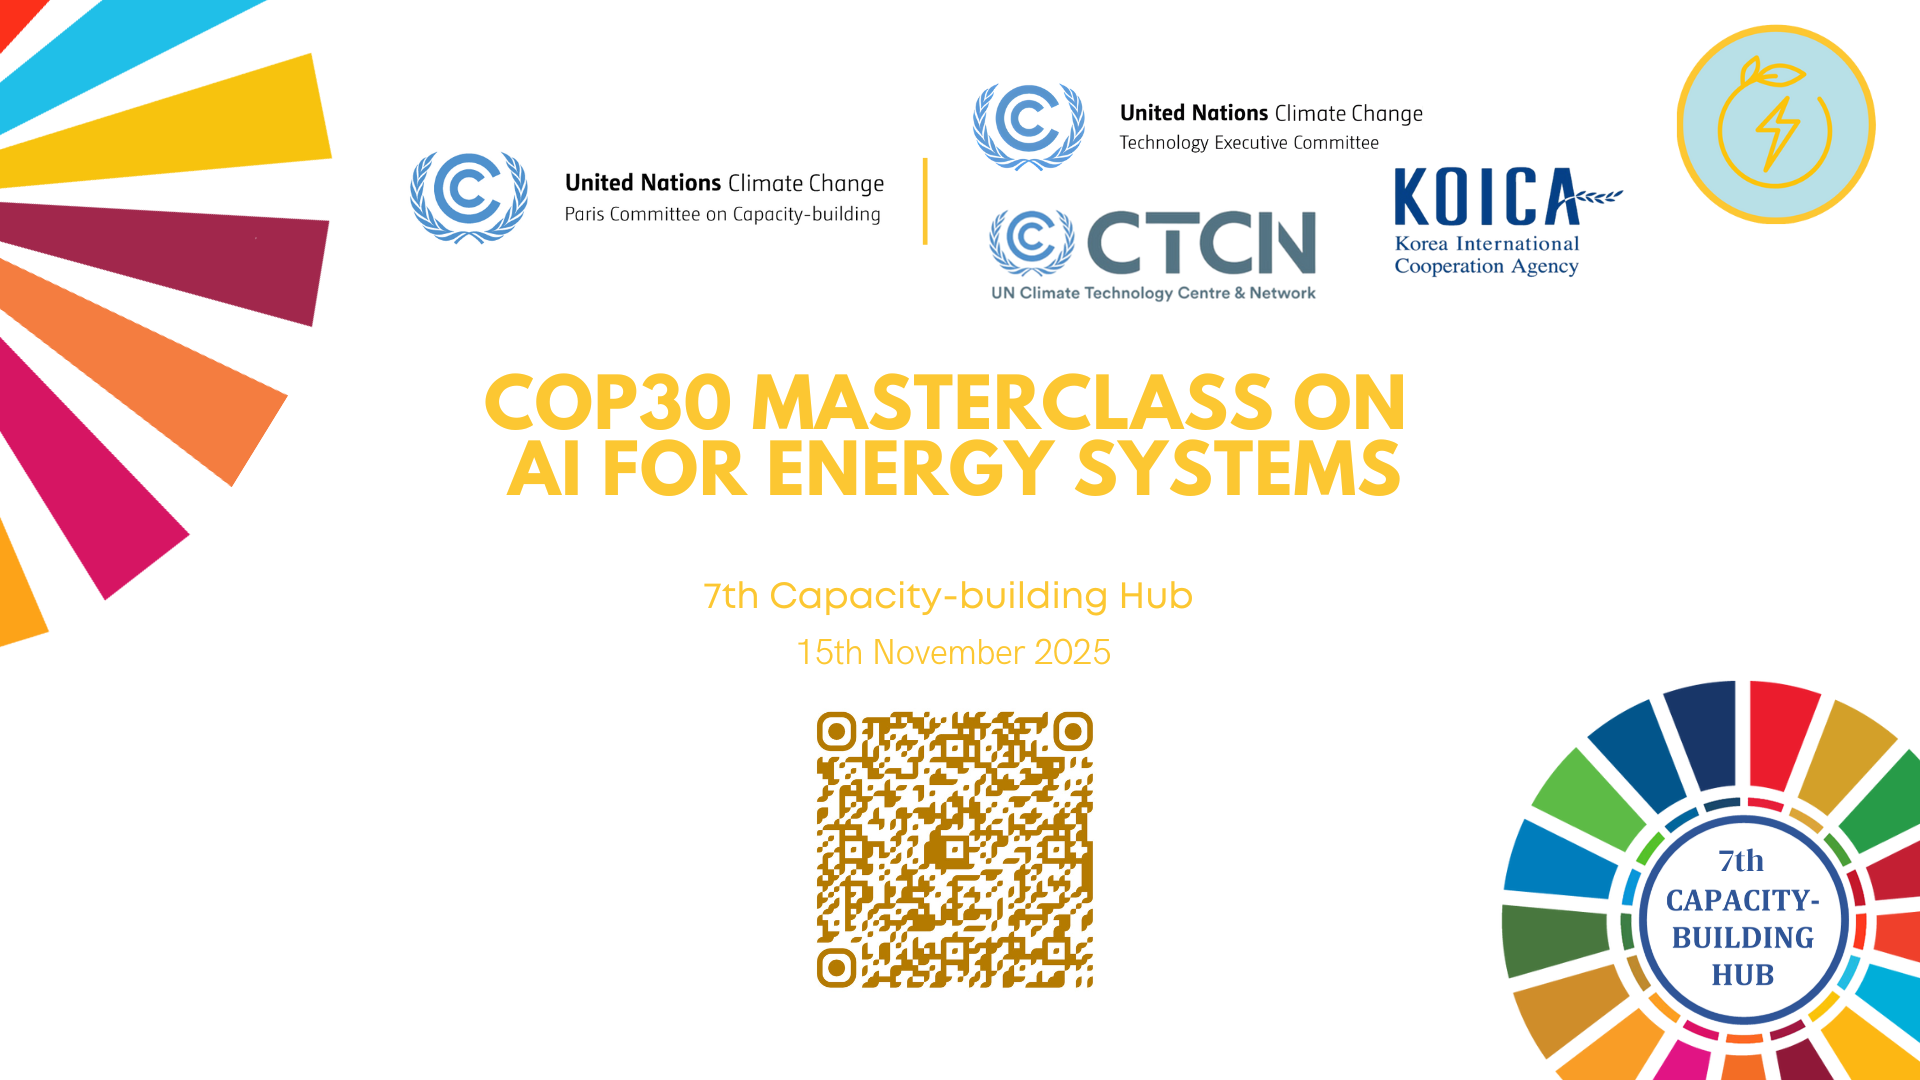 United Nations Climate Change
Paris Committee on Capacity-building
United Nations Climate Change
Technology Executive Committee
CTCN
UN Climate Technology Centre & Network
KOICA
Korea International
Cooperation Agency
COP30 MASTERCLASS ON
AI FOR ENERGY SYSTEMS
7th Capacity-building Hub
15th November 2025
7th
CAPACITY-
BUILDING
HUB